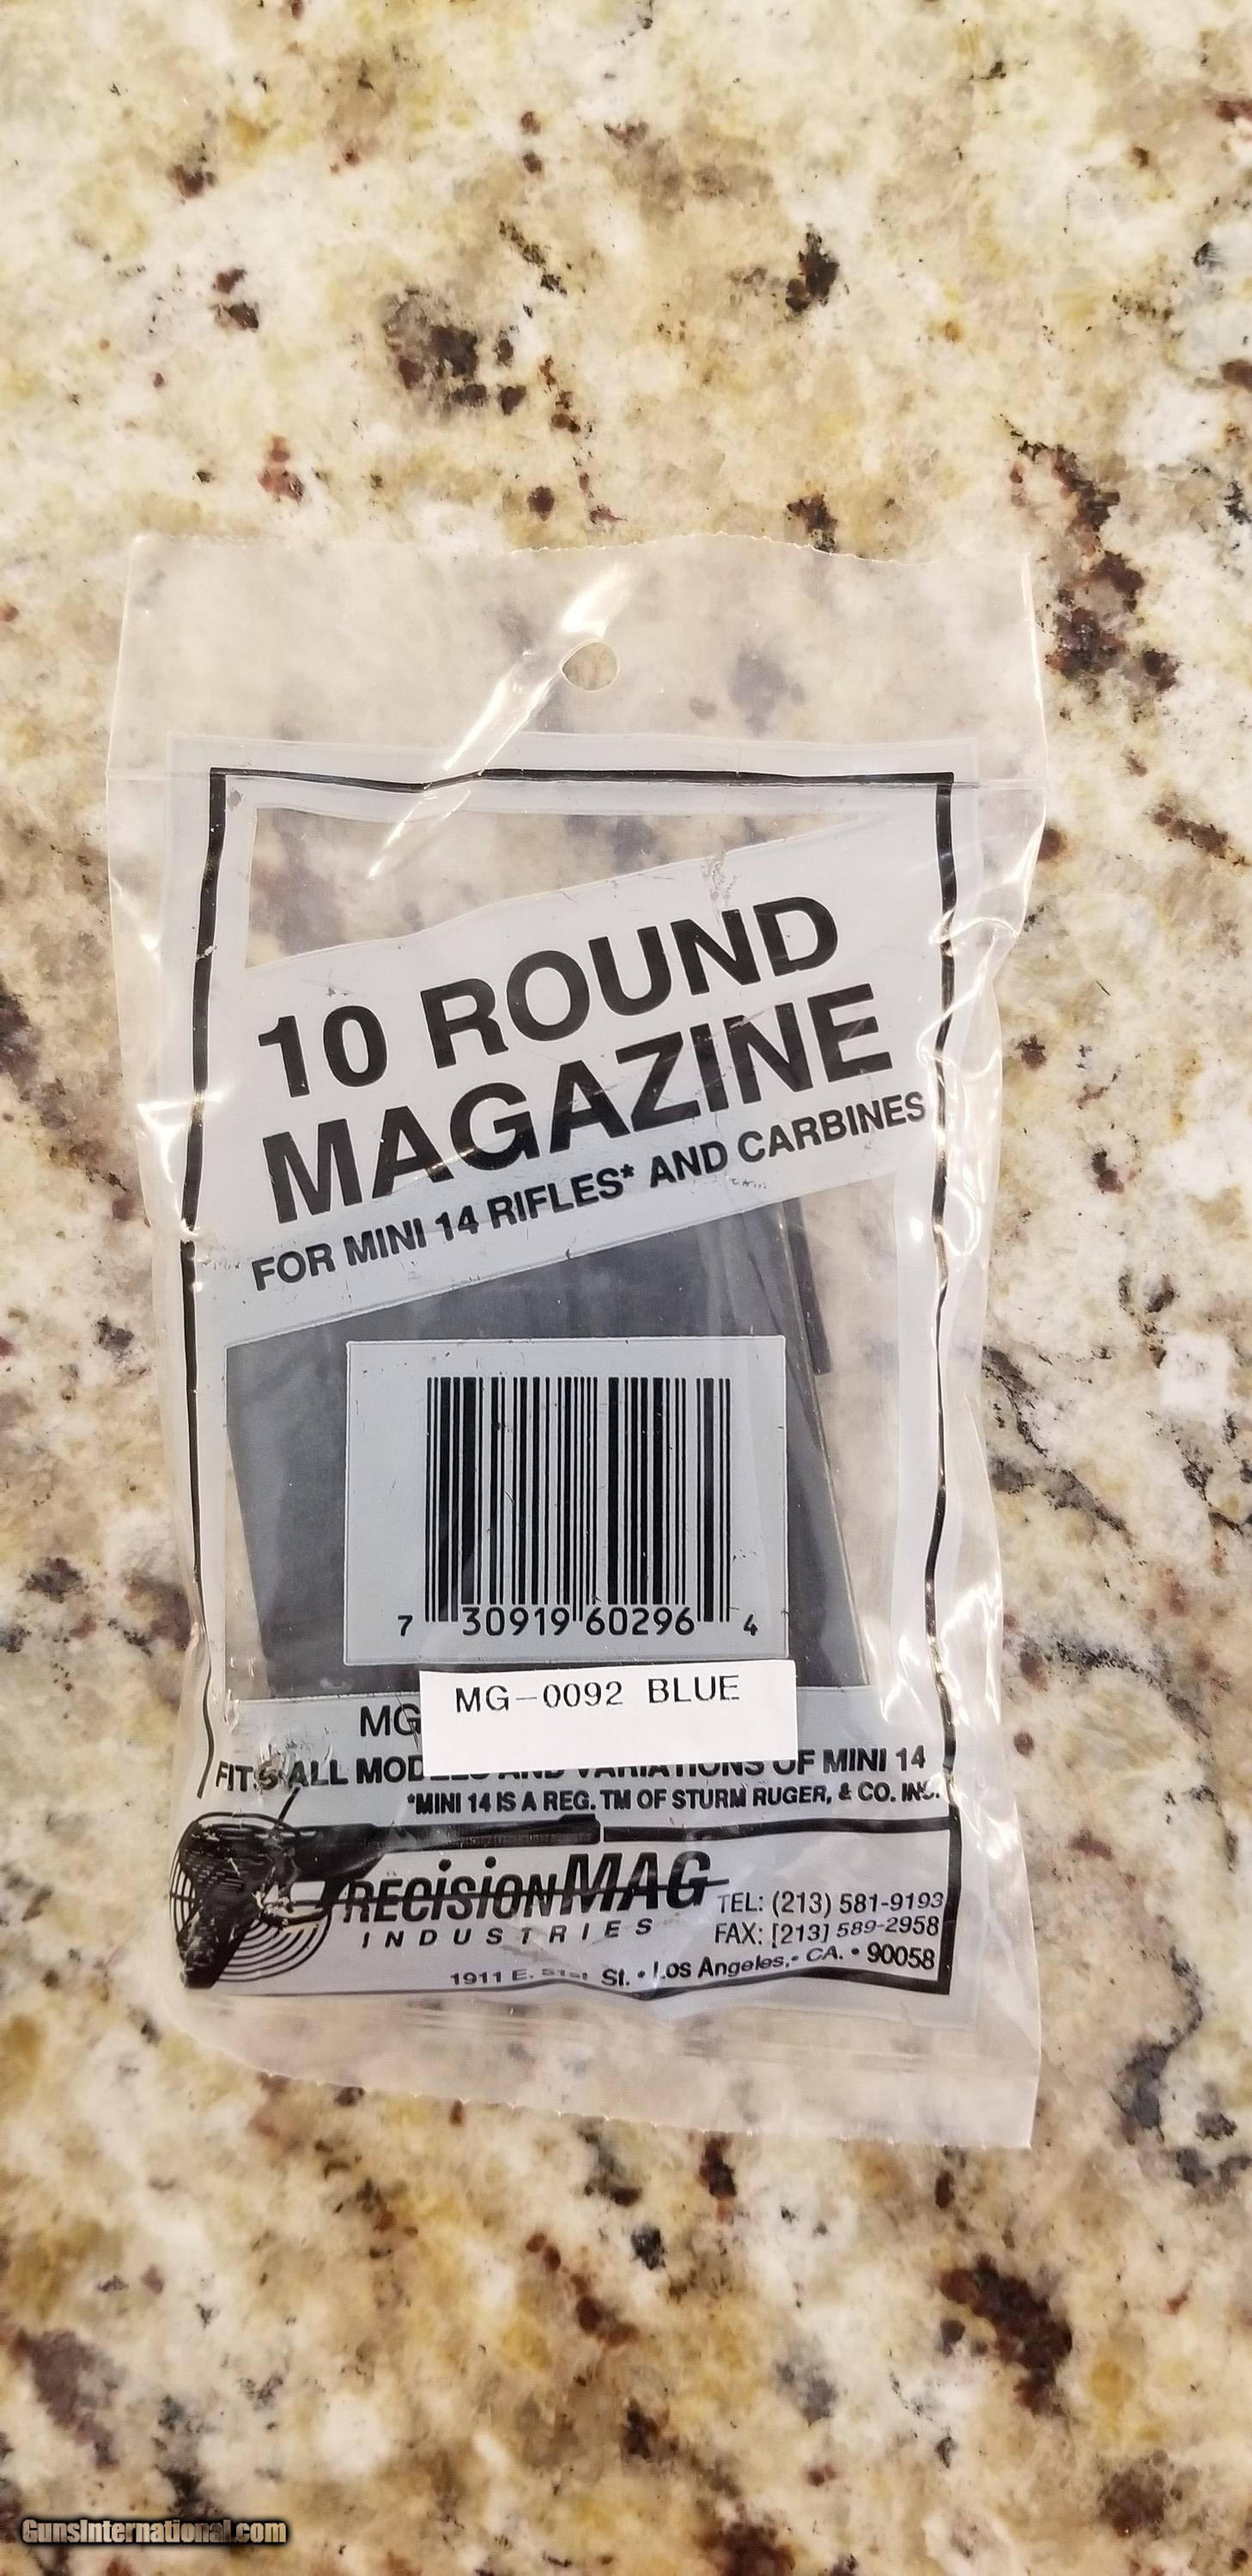 10 ROUND
MAGAZINE
FOR MINI 14 RIFLES* AND CARBINES
7 30919 60296 4
MG-0092 BLUE
MG
FITS ALL MODELS AND VARIATIONS OF MINI 14
*MINI 14 IS A REG. TM OF STURM RUGER, & CO. INC.
PRECISION MAG
INDUSTRIES
TEL: (213) 581-9193
FAX: [213] 589-2958
1911 E. 51st St. • Los Angeles, • CA. • 90058
GunsInternational.com